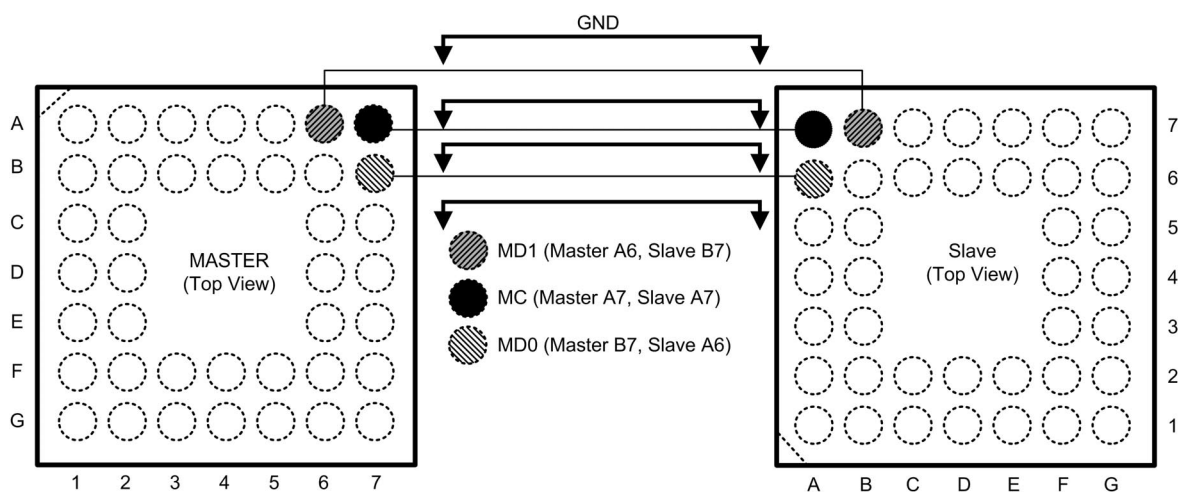 GND
A
B
C
D
E
F
G
MASTER
(Top View)
1 2 3 4 5 6 7
MD1 (Master A6, Slave B7)
MC (Master A7, Slave A7)
MD0 (Master B7, Slave A6)
Slave
(Top View)
7
6
5
4
3
2
1
A B C D E F G